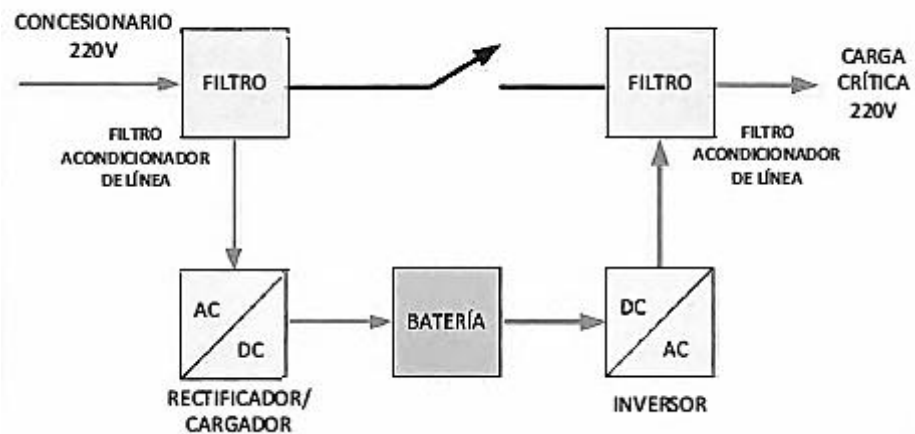 CONCESIONARIO
220V
FILTRO
FILTRO
CARGA
CRÍTICA
220V
FILTRO
ACONDICIONADOR
DE LÍNEA
FILTRO
ACONDICIONADOR
DE LÍNEA
AC
DC
BATERÍA
DC
AC
RECTIFICADOR/
CARGADOR
INVERSOR